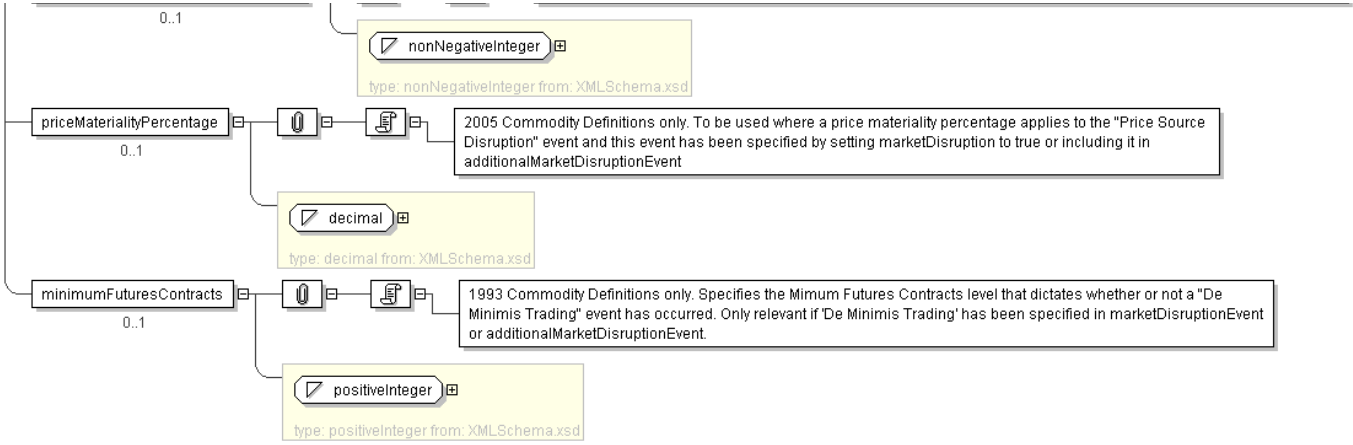 0..1
nonNegativeInteger
type: nonNegativeInteger from: XMLSchema.xsd
priceMaterialityPercentage
0..1
2005 Commodity Definitions only. To be used where a price materiality percentage applies to the "Price Source
Disruption" event and this event has been specified by setting marketDisruption to true or including it in
additionalMarketDisruptionEvent
decimal
type: decimal from: XMLSchema.xsd
minimumFuturesContracts
0..1
1993 Commodity Definitions only. Specifies the Mimum Futures Contracts level that dictates whether or not a "De
Minimis Trading" event has occurred. Only relevant if 'De Minimis Trading' has been specified in marketDisruptionEvent
or additionalMarketDisruptionEvent.
positiveInteger
type: positiveInteger from: XMLSchema.xsd